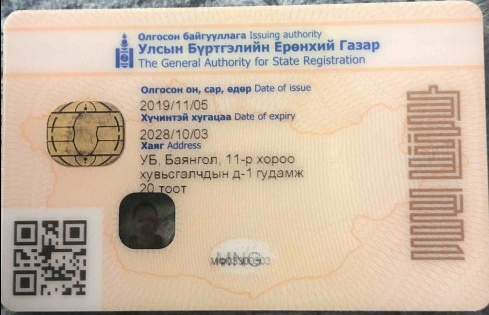 Олгосон байгууллага Issuing authority
Улсын Бүртгэлийн Ерөнхий Газар
The General Authority for State Registration
Олгосон он, сар, өдөр Date of issue
2019/11/05
Хүчинтэй хугацаа Date of expiry
2028/10/03
Хаяг Address
УБ, Баянгол, 11-р хороо
хувьсгалчдын д-1 гудамж
20 тоот
MNG